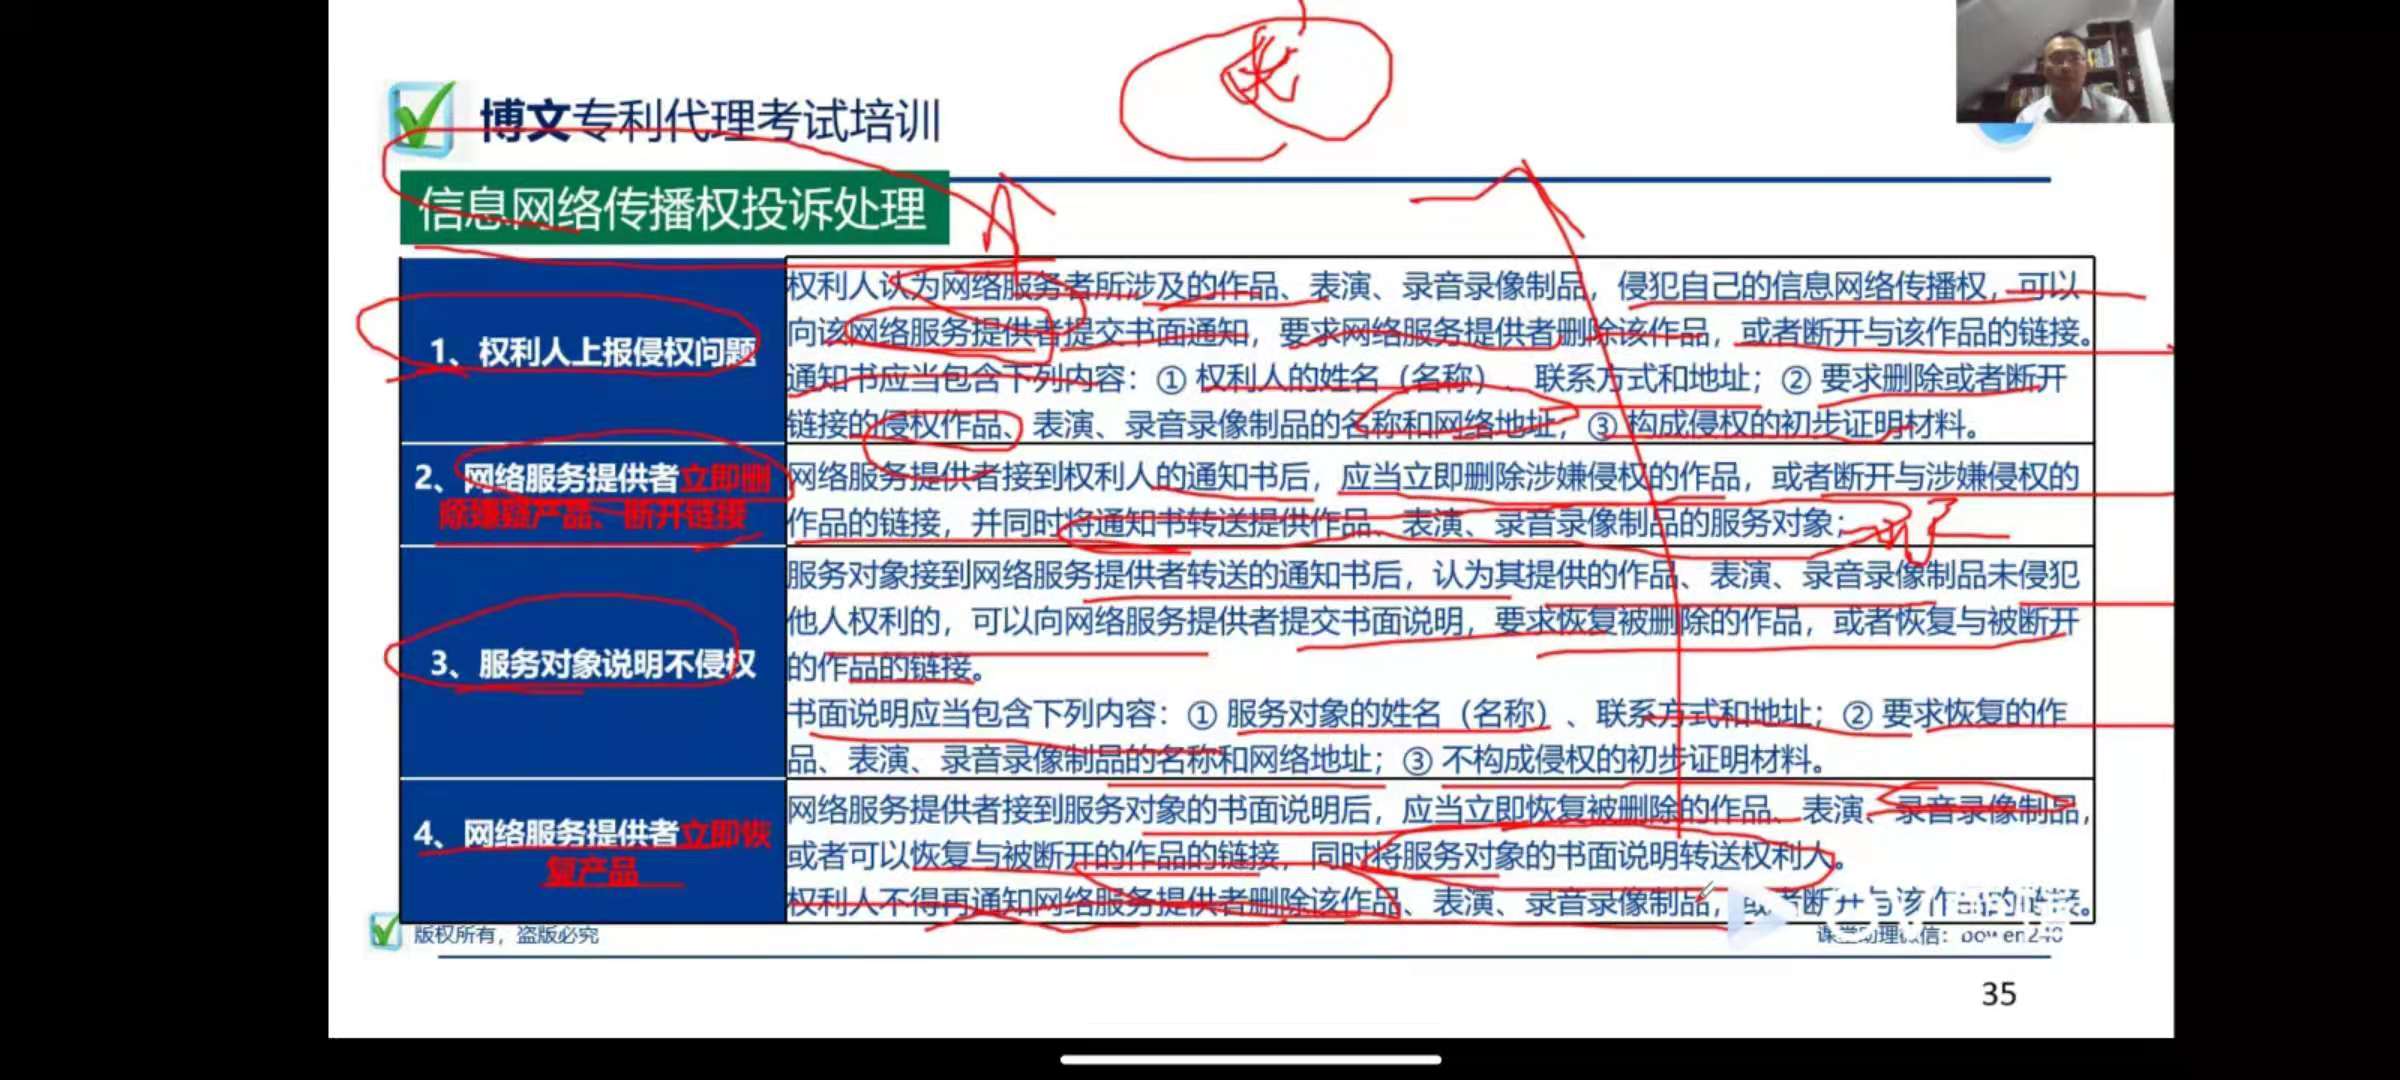 博文专利代理考试培训
信息网络传播权投诉处理
1、权利人上报侵权问题
权利人认为网络服务者所涉及的作品、表演、录音录像制品，侵犯自己的信息网络传播权，可以
向该网络服务提供者提交书面通知，要求网络服务提供者删除该作品，或者断开与该作品的链接。
通知书应当包含下列内容：① 权利人的姓名（名称）、联系方式和地址；② 要求删除或者断开
链接的侵权作品、表演、录音录像制品的名称和网络地址；③ 构成侵权的初步证明材料。
2、网络服务提供者立即删
除嫌疑产品、断开链接
网络服务提供者接到权利人的通知书后，应当立即删除涉嫌侵权的作品，或者断开与涉嫌侵权的
作品的链接，并同时将通知书转送提供作品、表演、录音录像制品的服务对象；
3、服务对象说明不侵权
服务对象接到网络服务提供者转送的通知书后，认为其提供的作品、表演、录音录像制品未侵犯
他人权利的，可以向网络服务提供者提交书面说明，要求恢复被删除的作品，或者恢复与被断开
的作品的链接。
书面说明应当包含下列内容：① 服务对象的姓名（名称）、联系方式和地址；② 要求恢复的作
品、表演、录音录像制品的名称和网络地址；③ 不构成侵权的初步证明材料。
4、网络服务提供者立即恢
复产品
网络服务提供者接到服务对象的书面说明后，应当立即恢复被删除的作品、表演、录音录像制品，
或者可以恢复与被断开的作品的链接，同时将服务对象的书面说明转送权利人。
权利人不得再通知网络服务提供者删除该作品、表演、录音录像制品，或者断开与该作品的链接。
版权所有，盗版必究
课堂助理微信：bowen240
35